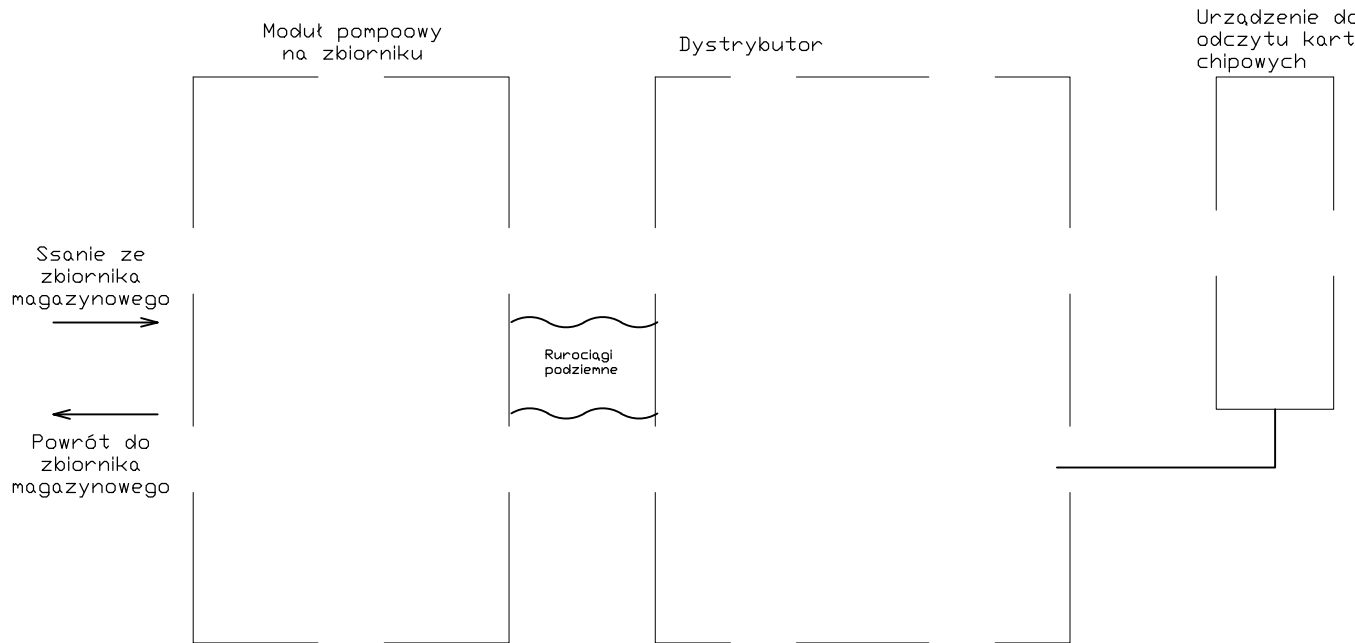 Moduł pompoowy
na zbiorniku
Dystrybutor
Urządzenie do
odczytu kart
chipowych
Ssanie ze
zbiornika
magazynowego
Rurociągi
podziemne
Powrót do
zbiornika
magazynowego